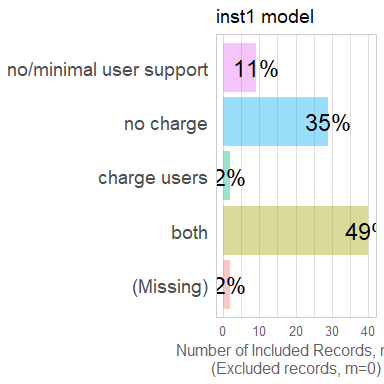 inst1 model
no/minimal user support 11%
no charge 35%
charge users 2%
both 49%
(Missing) 2%
0 10 20 30 40
Number of Included Records, n
(Excluded records, m=0)